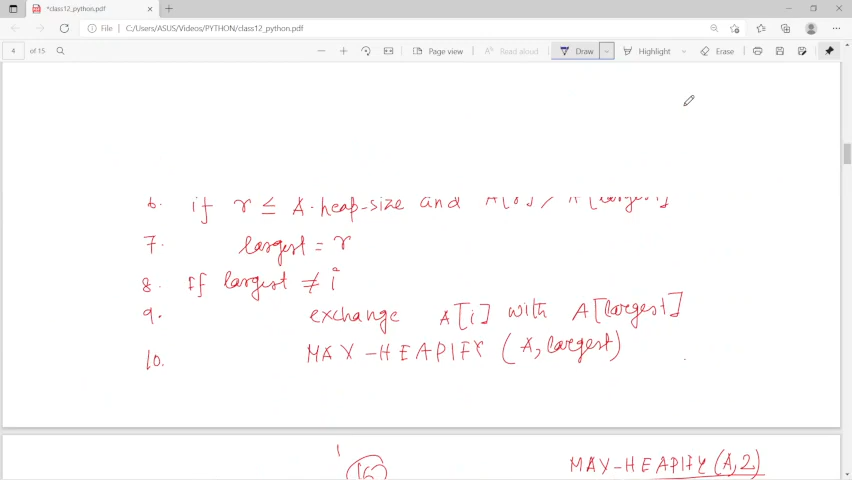 *class12_python.pdf
File C:/Users/ASUS/Videos/PYTHON/class12_python.pdf
4 of 15 Page view Read aloud Draw Highlight Erase
6. if r ≤ A.heap-size and
7. largest = r
8. If largest ≠ i
9. exchange A[i] with A[largest]
10. MAX-HEAPIFY (A, largest)
1
16
MAX-HEAPIFY (A, 2)